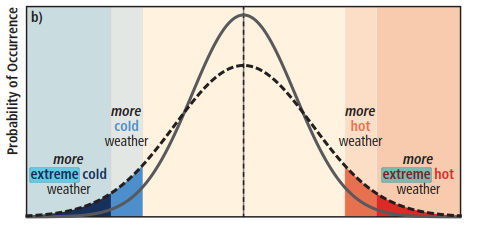 b)
Probability of Occurrence
more
cold
weather
more
extreme cold
weather
more
hot
weather
more
extreme hot
weather